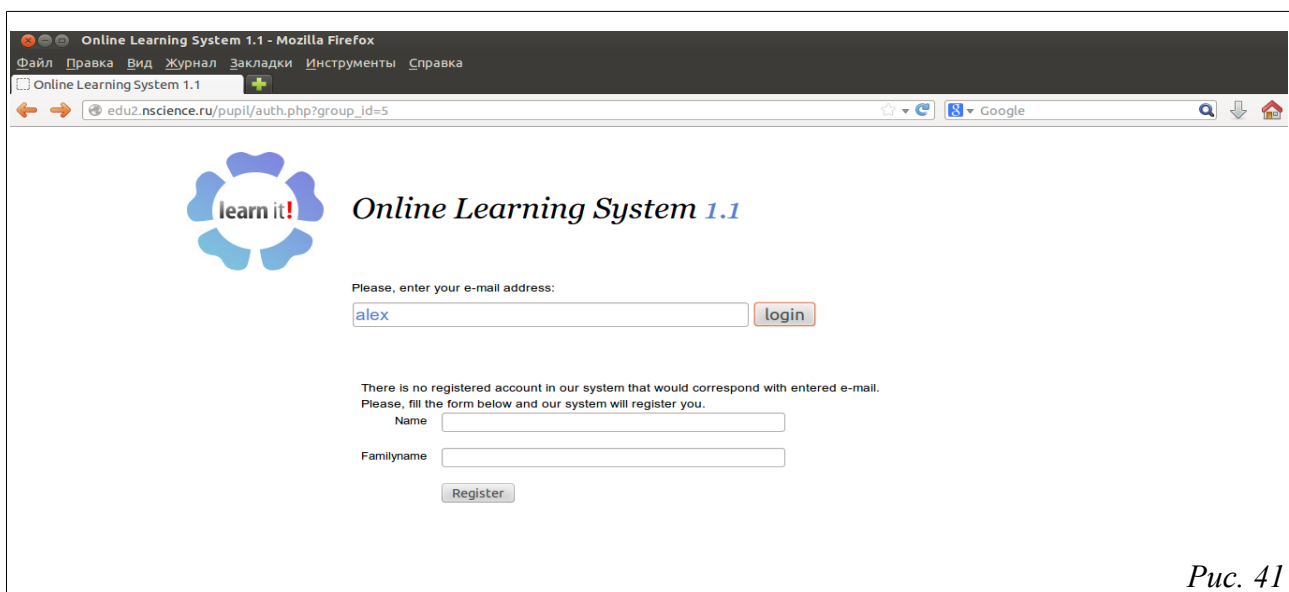 Online Learning System 1.1 - Mozilla Firefox
Файл Правка Вид Журнал Закладки Инструменты Справка
Online Learning System 1.1
edu2.nscience.ru/pupil/auth.php?group_id=5
8 Google
learn it!
Online Learning System 1.1
Please, enter your e-mail address:
alex login
There is no registered account in our system that would correspond with entered e-mail.
Please, fill the form below and our system will register you.
Name
Familyname
Register
Рис. 41